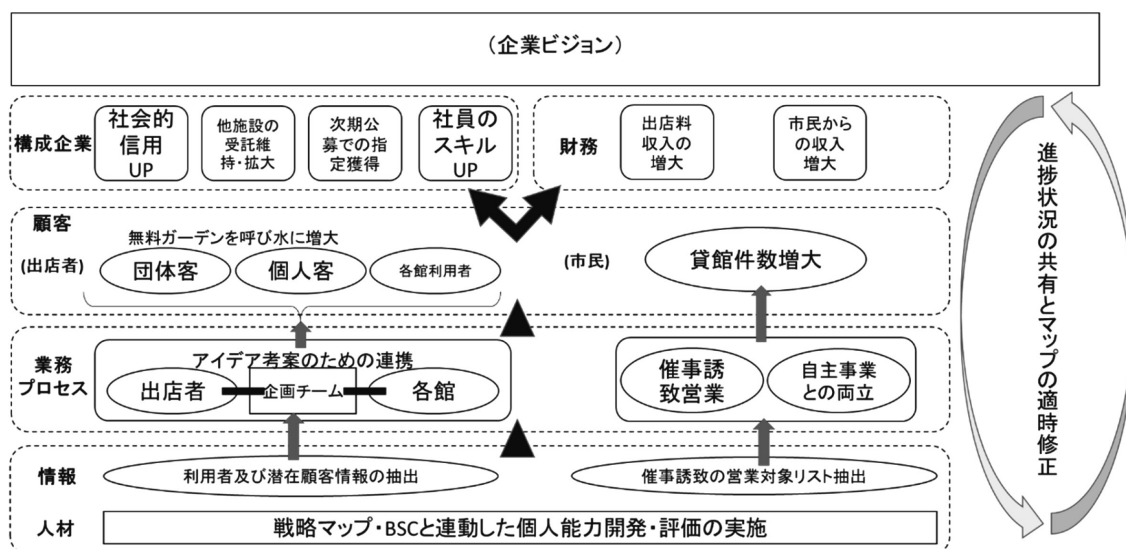 （企業ビジョン）
構成企業
社会的
信用
UP
他施設の
受託維
持・拡大
次期公
募での指
定獲得
社員の
スキル
UP
財務
出店料
収入の
増大
市民から
の収入
増大
顧客
(出店者)
無料ガーデンを呼び水に増大
団体客
個人客
各館利用者
(市民)
貸館件数増大
業務
プロセス
アイデア考案のための連携
出店者
企画チーム
各館
催事誘
致営業
自主事業
との両立
情報
利用者及び潜在顧客情報の抽出
催事誘致の営業対象リスト抽出
人材
戦略マップ・BSCと連動した個人能力開発・評価の実施
進捗状況の共有とマップの適時修正